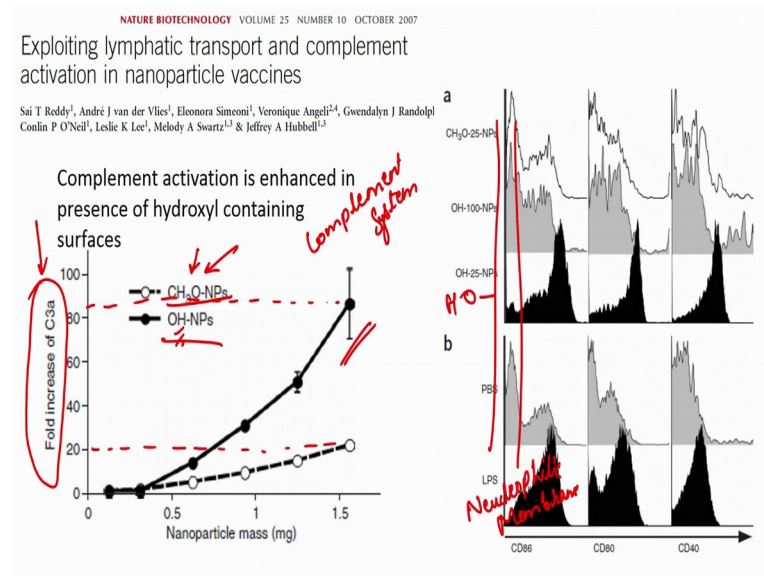 NATURE BIOTECHNOLOGY VOLUME 25 NUMBER 10 OCTOBER 2007
Exploiting lymphatic transport and complement
activation in nanoparticle vaccines
Sai T Reddy1, André J van der Vlies1, Eleonora Simeoni1, Veronique Angeli2,4, Gwendalyn J Randolpl
Conlin P O'Neil1, Leslie K Lee1, Melody A Swartz1,3 & Jeffrey A Hubbell1,3
Complement activation is enhanced in
presence of hydroxyl containing
surfaces
Complement
System
Fold increase of C3a
100
80
60
40
20
0
CH3O-NPs
OH-NPs
0 0.5 1 1.5
Nanoparticle mass (mg)
a
CH3O-25-NPs
OH-100-NPs
OH-25-NPs
b
PBS
LPS
membrane
CD86 CD80 CD40